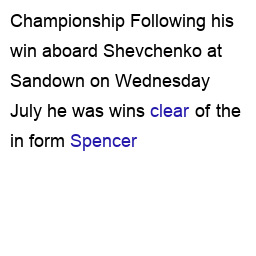 Championship Following his
win aboard Shevchenko at
Sandown on Wednesday
July he was wins clear of the
in form Spencer